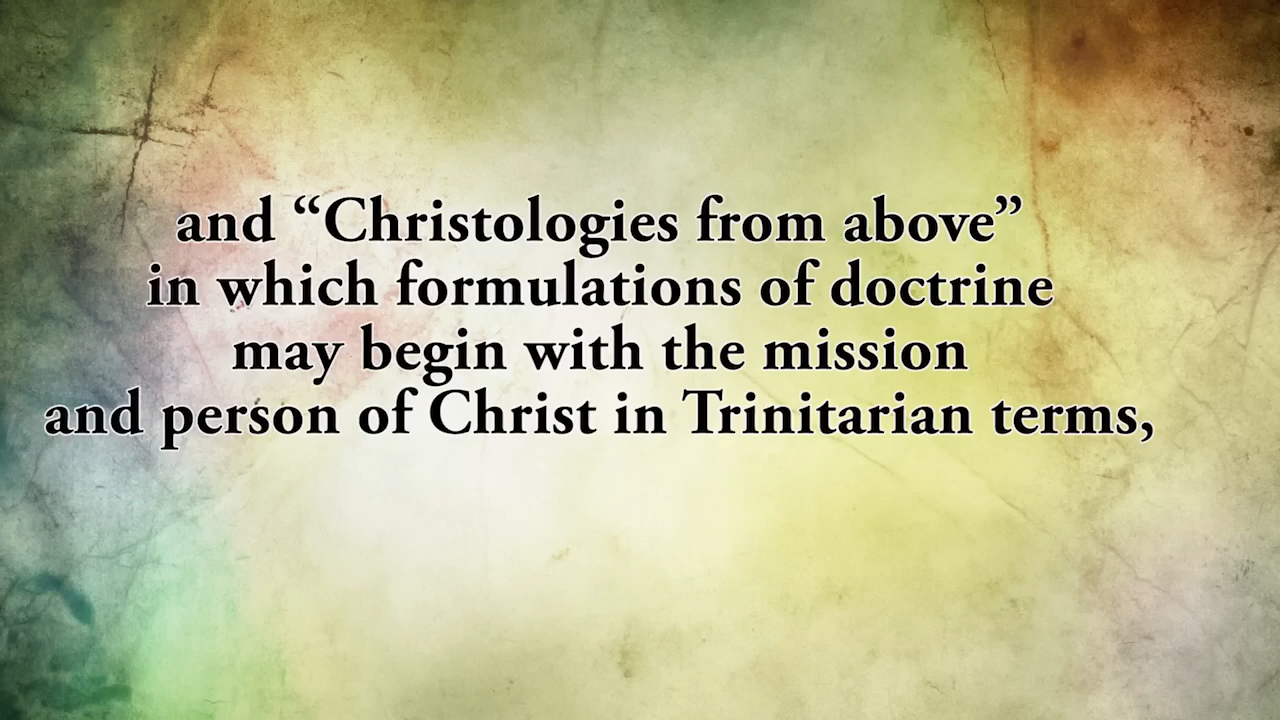 and “Christologies from above”
in which formulations of doctrine
may begin with the mission
and person of Christ in Trinitarian terms,